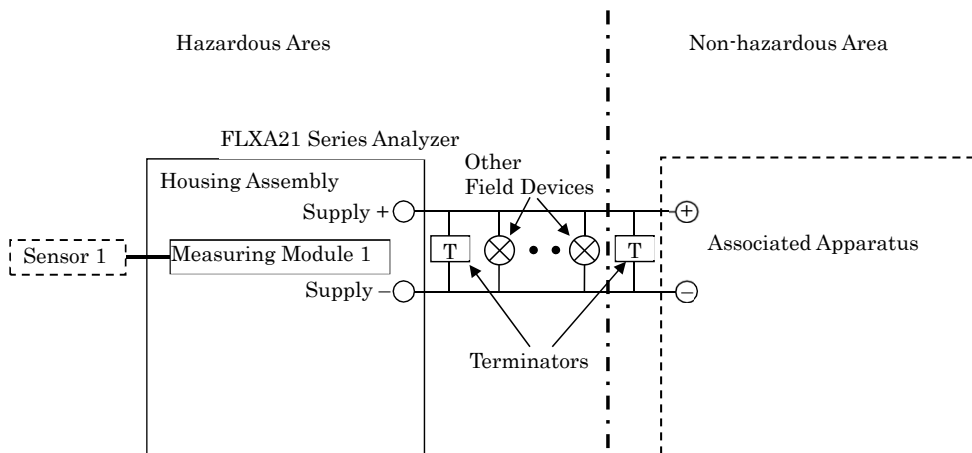 Hazardous Ares
Non-hazardous Area
FLXA21 Series Analyzer
Other
Field Devices
Housing Assembly
Supply +
+
T
T
Associated Apparatus
Sensor 1
Measuring Module 1
Supply −
−
Terminators